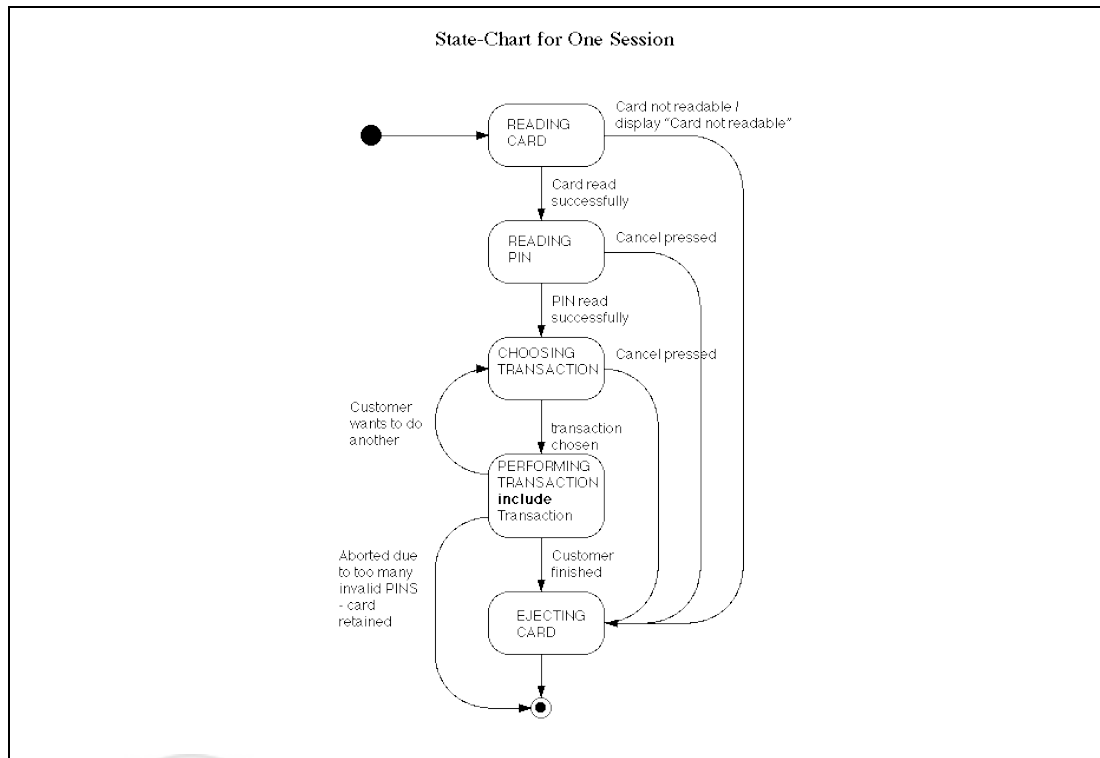 State-Chart for One Session
READING
CARD
Card not readable /
display "Card not readable"
Card read
successfully
READING
PIN
Cancel pressed
PIN read
successfully
CHOOSING
TRANSACTION
Cancel pressed
Customer
wants to do
another
transaction
chosen
PERFORMING
TRANSACTION
include
Transaction
Aborted due
to too many
invalid PINS
- card
retained
Customer
finished
EJECTING
CARD